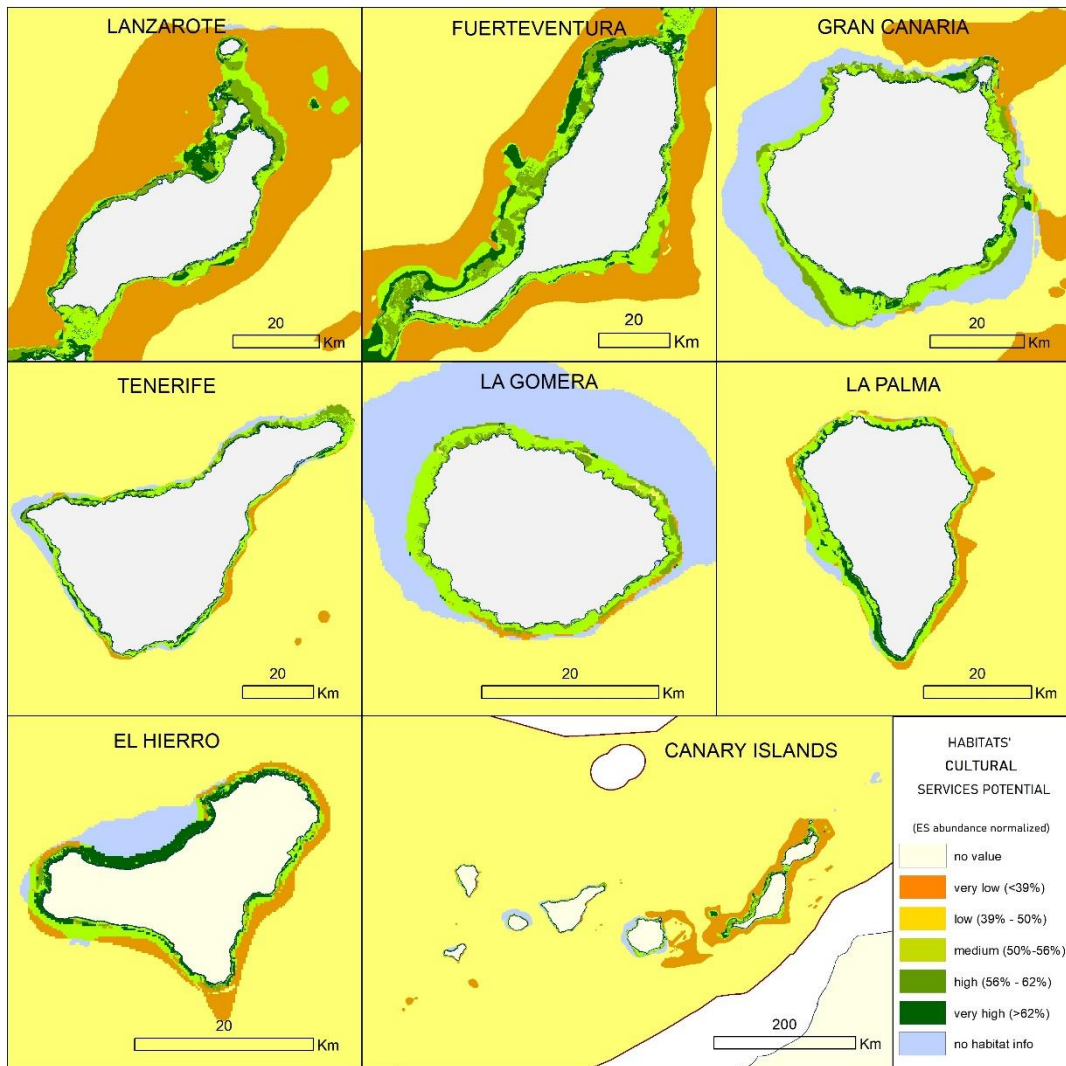 LANZAROTE
20
Km
FUERTEVENTURA
20
Km
GRAN CANARIA
20
Km
TENERIFE
20
Km
LA GOMERA
20
Km
LA PALMA
20
Km
EL HIERRO
20
Km
CANARY ISLANDS
200
Km
HABITATS'
CULTURAL
SERVICES POTENTIAL
(ES abundance normalized)
no value
very low (<39%)
low (39% - 50%)
medium (50%-56%)
high (56% - 62%)
very high (>62%)
no habitat info